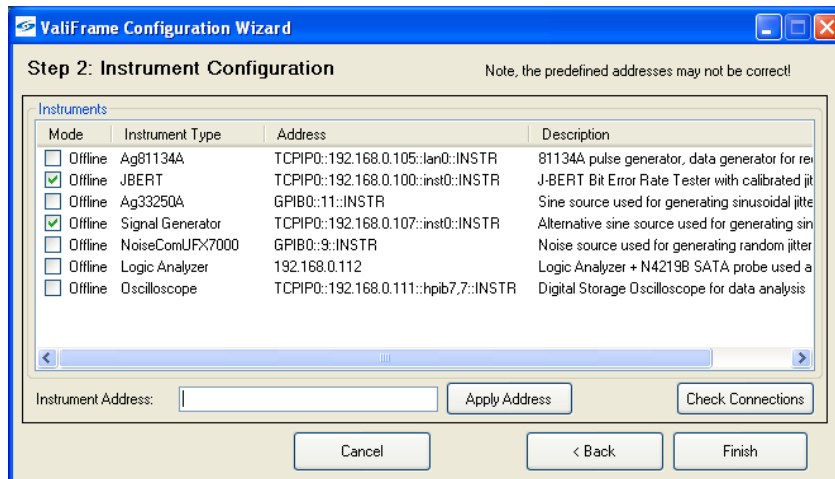 ValiFrame Configuration Wizard
Step 2: Instrument Configuration
Note, the predefined addresses may not be correct!
Instruments
Mode Instrument Type Address Description
Offline Ag81134A TCPIP0::192.168.0.105::lan0::INSTR 81134A pulse generator, data generator for re
Offline JBERT TCPIP0::192.168.0.100::inst0::INSTR J-BERT Bit Error Rate Tester with calibrated jit
Offline Ag33250A GPIB0::11::INSTR Sine source used for generating sinusoidal jitte
Offline Signal Generator TCPIP0::192.168.0.107::inst0::INSTR Alternative sine source used for generating sin
Offline NoiseComUFX7000 GPIB0::9::INSTR Noise source used for generating random jitter
Offline Logic Analyzer 192.168.0.112 Logic Analyzer + N4219B SATA probe used a
Offline Oscilloscope TCPIP0::192.168.0.111::hpib7,7::INSTR Digital Storage Oscilloscope for data analysis
Instrument Address: Apply Address Check Connections
Cancel < Back Finish